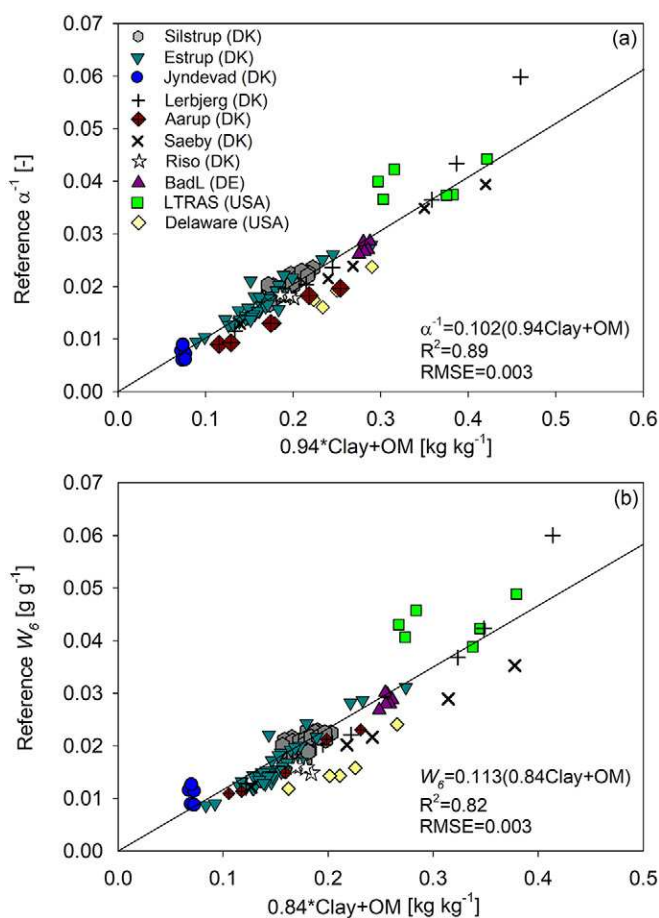 (a)
Silstrup (DK)
Estrup (DK)
Jyndevad (DK)
Lerbjerg (DK)
Aarup (DK)
Saeby (DK)
Riso (DK)
BadL (DE)
LTRAS (USA)
Delaware (USA)
0.07
0.06
0.05
0.04
0.03
0.02
0.01
0.00
Reference α⁻¹ [-]
α⁻¹=0.102(0.94Clay+OM)
R²=0.89
RMSE=0.003
0.0 0.1 0.2 0.3 0.4 0.5 0.6
0.94*Clay+OM [kg kg⁻¹]
(b)
0.07
0.06
0.05
0.04
0.03
0.02
0.01
0.00
Reference W₆ [g g⁻¹]
W₆=0.113(0.84Clay+OM)
R²=0.82
RMSE=0.003
0.0 0.1 0.2 0.3 0.4 0.5
0.84*Clay+OM [kg kg⁻¹]